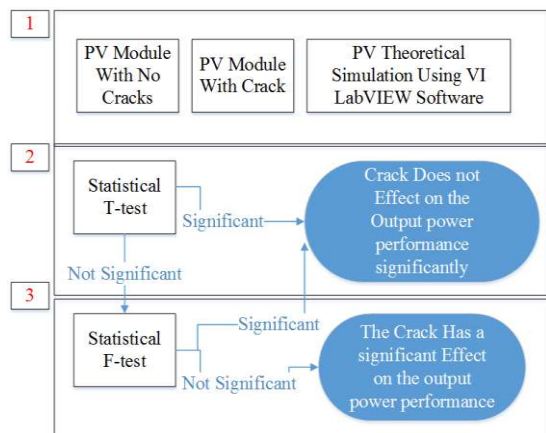 1
PV Module
With No
Cracks
PV Module
With Crack
PV Theoretical
Simulation Using VI
LabVIEW Software
2
Statistical
T-test
Significant
Crack Does not
Effect on the
Output power
performance
significantly
Not Significant
3
Statistical
F-test
Significant
Not Significant
The Crack Has a
significant Effect
on the output
power performance